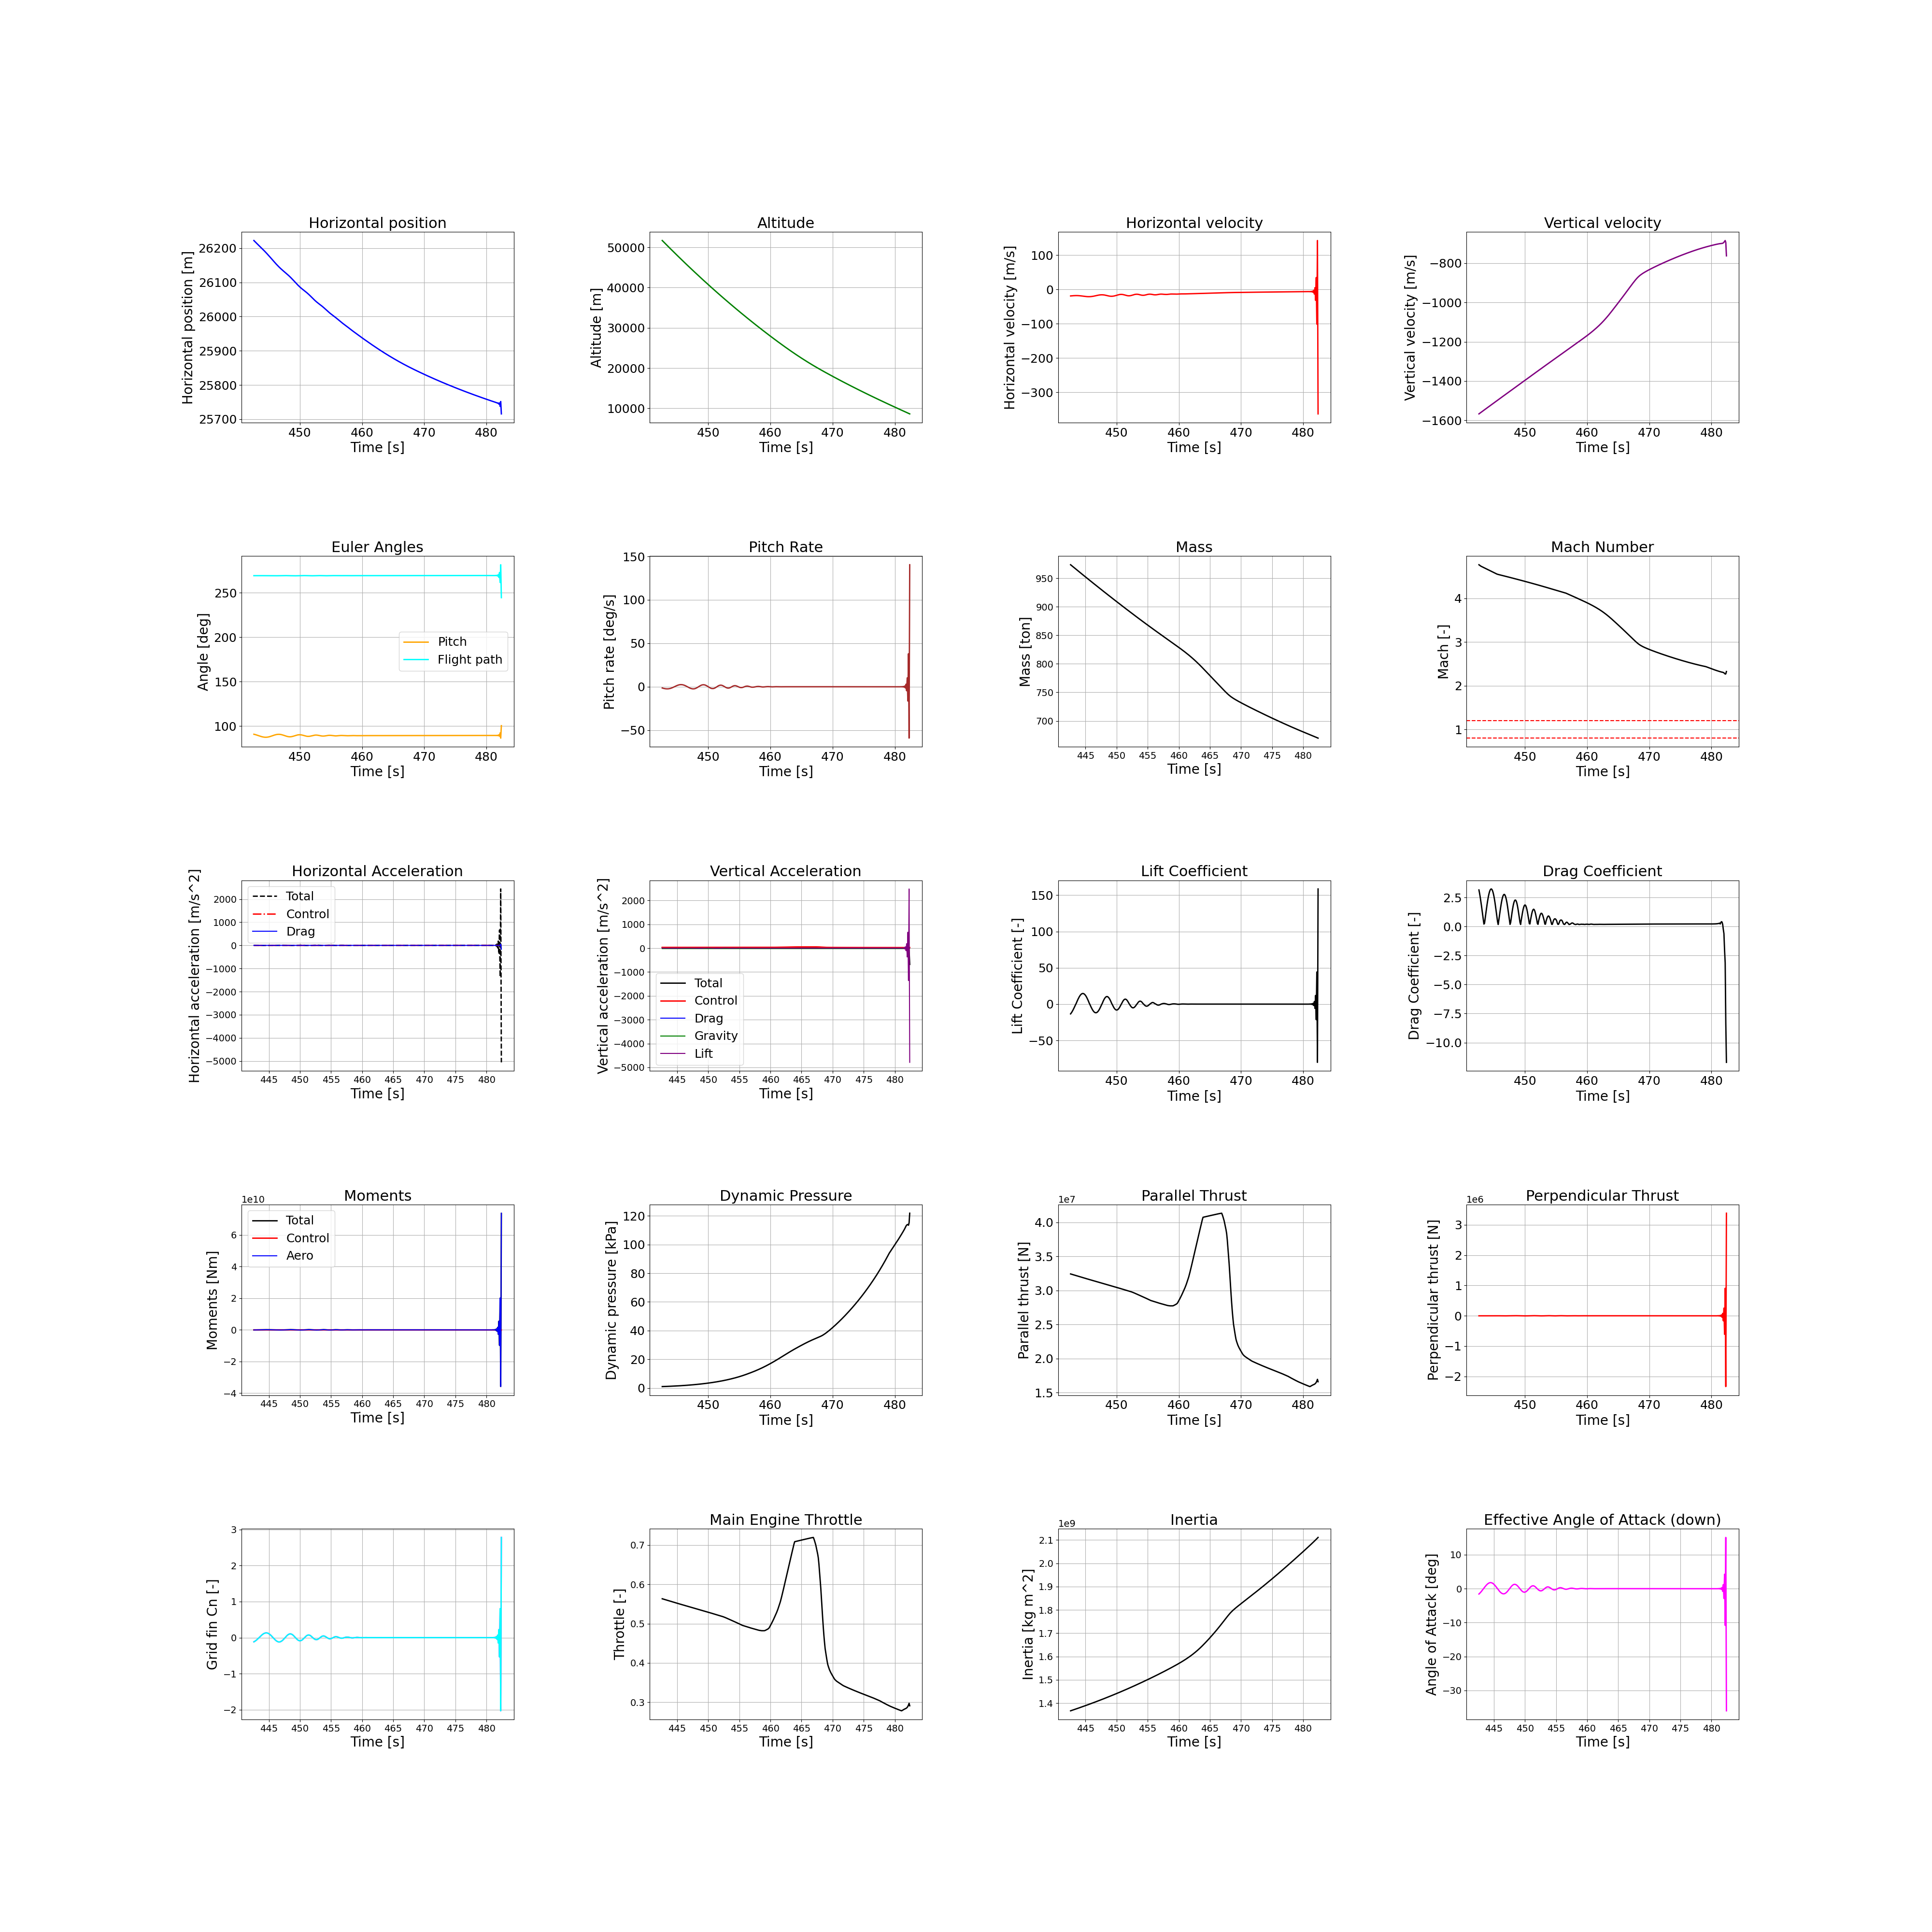 Horizontal position
Horizontal position [m]
26200
26100
26000
25900
25800
25700
450 460 470 480
Time [s]
Altitude
Altitude [m]
50000
40000
30000
20000
10000
450 460 470 480
Time [s]
Horizontal velocity
Horizontal velocity [m/s]
100
0
−100
−200
−300
450 460 470 480
Time [s]
Vertical velocity
Vertical velocity [m/s]
−800
−1000
−1200
−1400
−1600
450 460 470 480
Time [s]
Euler Angles
Angle [deg]
250
200
150
100
Pitch
Flight path
450 460 470 480
Time [s]
Pitch Rate
Pitch rate [deg/s]
150
100
50
0
−50
450 460 470 480
Time [s]
Mass
Mass [ton]
950
900
850
800
750
700
445 450 455 460 465 470 475 480
Time [s]
Mach Number
Mach [-]
4
3
2
1
450 460 470 480
Time [s]
Horizontal Acceleration
Horizontal acceleration [m/s^2]
2000
1000
0
−1000
−2000
−3000
−4000
−5000
Total
Control
Drag
445 450 455 460 465 470 475 480
Time [s]
Vertical Acceleration
Vertical acceleration [m/s^2]
2000
1000
0
−1000
−2000
−3000
−4000
−5000
Total
Control
Drag
Gravity
Lift
445 450 455 460 465 470 475 480
Time [s]
Lift Coefficient
Lift Coefficient [-]
150
100
50
0
−50
450 460 470 480
Time [s]
Drag Coefficient
Drag Coefficient [-]
2.5
0.0
−2.5
−5.0
−7.5
−10.0
450 460 470 480
Time [s]
Moments
1e10
Moments [Nm]
6
4
2
0
−2
−4
Total
Control
Aero
445 450 455 460 465 470 475 480
Time [s]
Dynamic Pressure
Dynamic pressure [kPa]
120
100
80
60
40
20
0
450 460 470 480
Time [s]
Parallel Thrust
1e7
Parallel thrust [N]
4.0
3.5
3.0
2.5
2.0
1.5
450 460 470 480
Time [s]
Perpendicular Thrust
1e6
Perpendicular thrust [N]
3
2
1
0
−1
−2
450 460 470 480
Time [s]
Grid fin Cn [-]
3
2
1
0
−1
−2
445 450 455 460 465 470 475 480
Time [s]
Main Engine Throttle
Throttle [-]
0.7
0.6
0.5
0.4
0.3
445 450 455 460 465 470 475 480
Time [s]
Inertia
1e9
Inertia [kg m^2]
2.1
2.0
1.9
1.8
1.7
1.6
1.5
1.4
445 450 455 460 465 470 475 480
Time [s]
Effective Angle of Attack (down)
Angle of Attack [deg]
10
0
−10
−20
−30
445 450 455 460 465 470 475 480
Time [s]